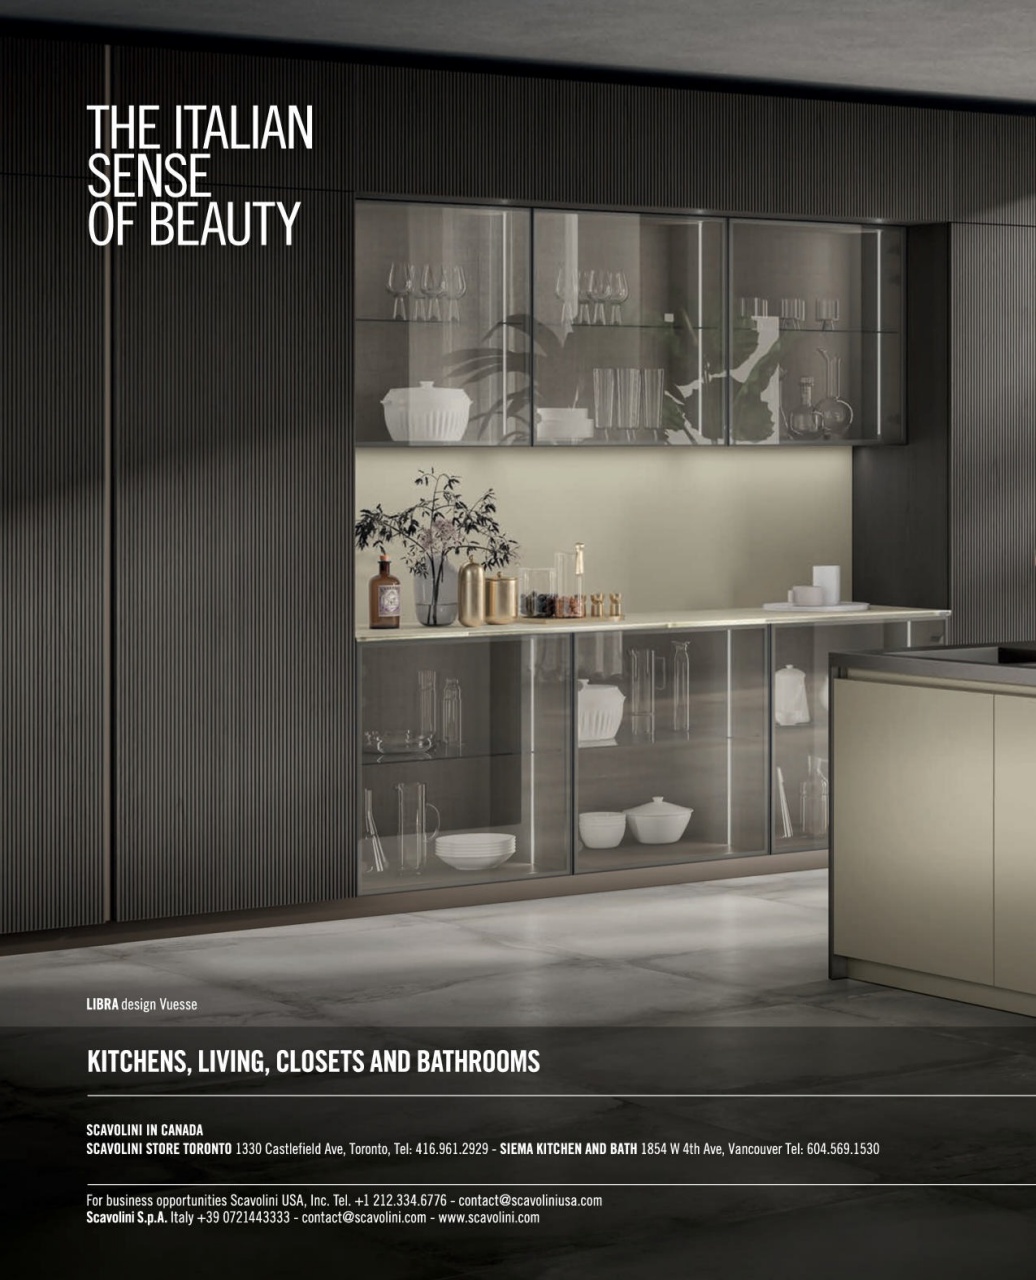 THE ITALIAN
SENSE
OF BEAUTY
LIBRA design Vuesse
KITCHENS, LIVING, CLOSETS AND BATHROOMS
SCAVOLINI IN CANADA
SCAVOLINI STORE TORONTO 1330 Castlefield Ave, Toronto, Tel: 416.961.2929 - SIEMA KITCHEN AND BATH 1854 W 4th Ave, Vancouver Tel: 604.569.1530
For business opportunities Scavolini USA, Inc. Tel. +1 212.334.6776 - contact@scavoliniusa.com
Scavolini S.p.A. Italy +39 0721443333 - contact@scavolini.com - www.scavolini.com